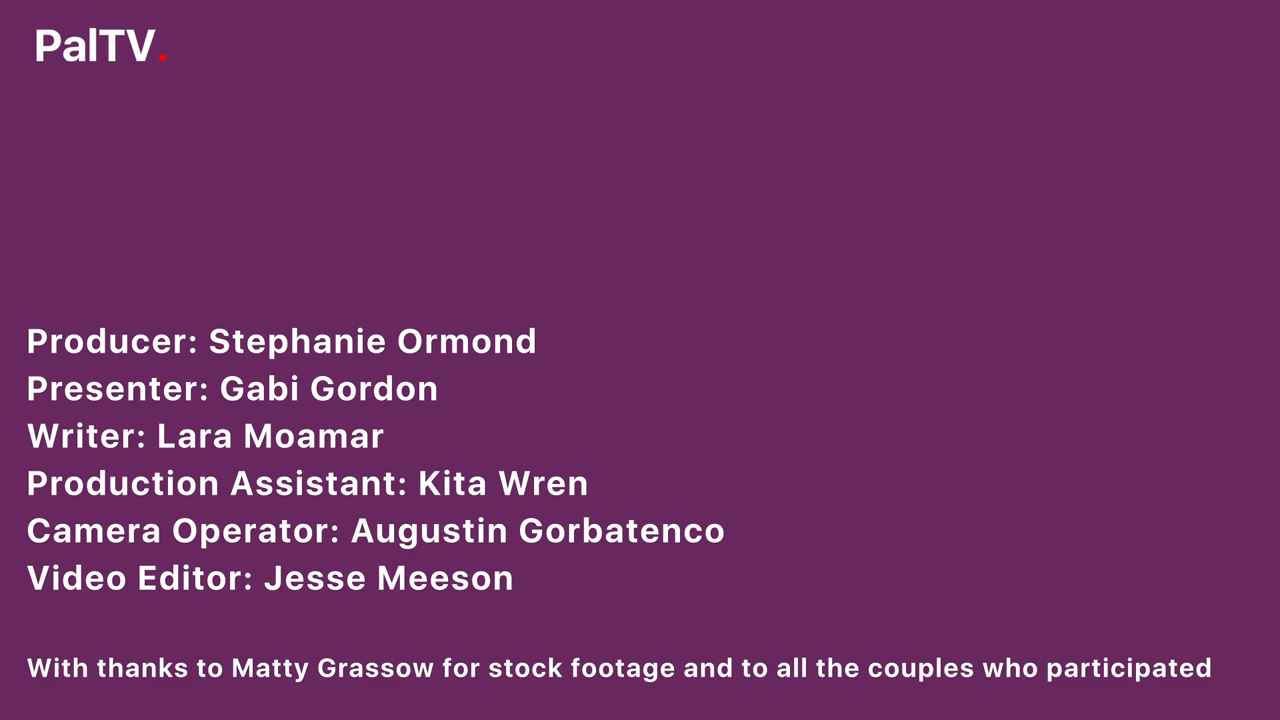 PalTV.
Producer: Stephanie Ormond
Presenter: Gabi Gordon
Writer: Lara Moamar
Production Assistant: Kita Wren
Camera Operator: Augustin Gorbatenco
Video Editor: Jesse Meeson
With thanks to Matty Grassow for stock footage and to all the couples who participated